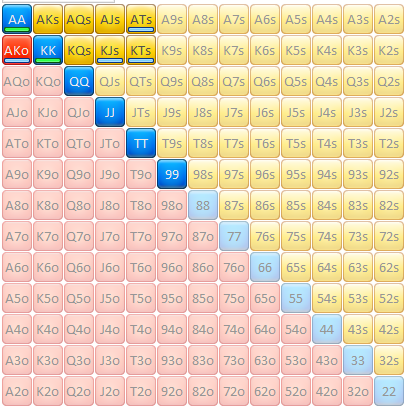 AA AKs AQs AJs ATs A9s A8s A7s A6s A5s A4s A3s A2s
AKo KK KQs KJs KTs K9s K8s K7s K6s K5s K4s K3s K2s
AQo KQo QQ QJs QTs Q9s Q8s Q7s Q6s Q5s Q4s Q3s Q2s
AJo KJo QJo JJ JTs J9s J8s J7s J6s J5s J4s J3s J2s
ATo KTo QTo JTo TT T9s T8s T7s T6s T5s T4s T3s T2s
A9o K9o Q9o J9o T9o 99 98s 97s 96s 95s 94s 93s 92s
A8o K8o Q8o J8o T8o 98o 88 87s 86s 85s 84s 83s 82s
A7o K7o Q7o J7o T7o 97o 87o 77 76s 75s 74s 73s 72s
A6o K6o Q6o J6o T6o 96o 86o 76o 66 65s 64s 63s 62s
A5o K5o Q5o J5o T5o 95o 85o 75o 65o 55 54s 53s 52s
A4o K4o Q4o J4o T4o 94o 84o 74o 64o 54o 44 43s 42s
A3o K3o Q3o J3o T3o 93o 83o 73o 63o 53o 43o 33 32s
A2o K2o Q2o J2o T2o 92o 82o 72o 62o 52o 42o 32o 22